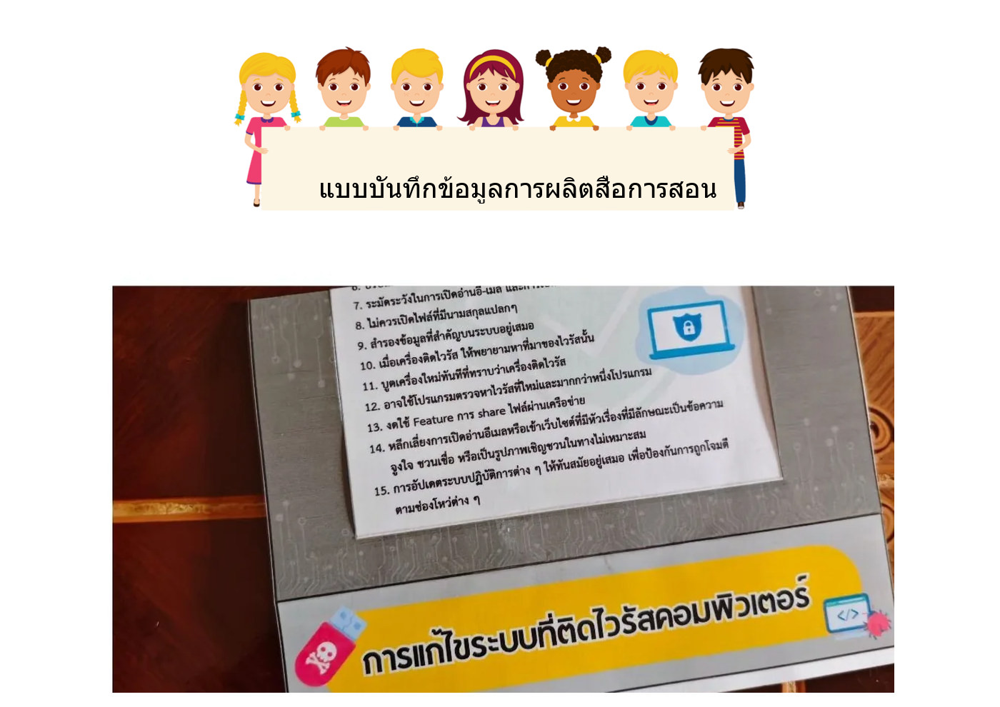 แบบบันทึกข้อมูลการผลิตสื่อการสอน
7. ระมัดระวังในการเปิดอ่านอี-เมล และการ
8. ไม่ควรเปิดไฟล์ที่มีนามสกุลแปลกๆ
9. สำรองข้อมูลที่สำคัญบนระบบอยู่เสมอ
10. เมื่อเครื่องติดไวรัส ให้พยายามหาที่มาของไวรัสนั้น
11. บูตเครื่องใหม่ทันทีที่ทราบว่าเครื่องติดไวรัส
12. อาจใช้โปรแกรมตรวจหาไวรัสที่ใหม่และมากกว่าหนึ่งโปรแกรม
13. งดใช้ Feature การ share ไฟล์ผ่านเครือข่าย
14. หลีกเลี่ยงการเปิดอ่านอีเมลหรือเข้าเว็บไซต์ที่มีหัวเรื่องที่มีลักษณะเป็นข้อความ
จูงใจ ชวนเชื่อ หรือเป็นรูปภาพเชิญชวนในทางไม่เหมาะสม
15. การอัปเดตระบบปฏิบัติการต่าง ๆ ให้ทันสมัยอยู่เสมอ เพื่อป้องกันการถูกโจมตี
ตามช่องโหว่ต่าง ๆ
การแก้ไขระบบที่ติดไวรัสคอมพิวเตอร์